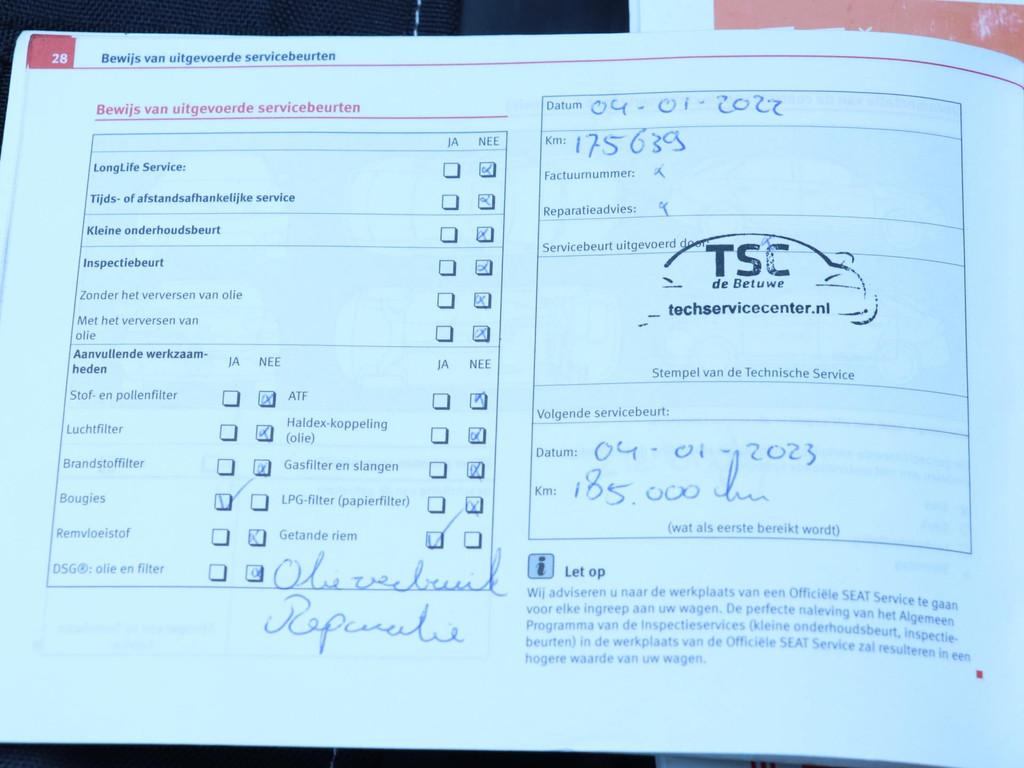 28 Bewijs van uitgevoerde servicebeurten
Bewijs van uitgevoerde servicebeurten
JA NEE
LongLife Service:
Tijds- of afstandsafhankelijke service
Kleine onderhoudsbeurt
Inspectiebeurt
Zonder het verversen van olie
Met het verversen van
olie
Aanvullende werkzaam-
heden
JA NEE
JA NEE
Stof- en pollenfilter
ATF
Luchtfilter
Haldex-koppeling
(olie)
Brandstoffilter
Gasfilter en slangen
Bougies
LPG-filter (papierfilter)
Remvloeistof
Getande riem
DSG®: olie en filter
Olieverbruik
Reparatie
Datum 04-01-2022
Km: 175639
Factuurnummer:
Reparatieadvies:
Servicebeurt uitgevoerd door
TSC
de Betuwe
techservicecenter.nl
Stempel van de Technische Service
Volgende servicebeurt:
Datum: 04-01-2023
Km: 185.000 km
(wat als eerste bereikt wordt)
i Let op
Wij adviseren u naar de werkplaats van een Officiële SEAT Service te gaan
voor elke ingreep aan uw wagen. De perfecte naleving van het Algemeen
Programma van de Inspectieservices (kleine onderhoudsbeurt, inspectie-
beurten) in de werkplaats van de Officiële SEAT Service zal resulteren in een
hogere waarde van uw wagen.